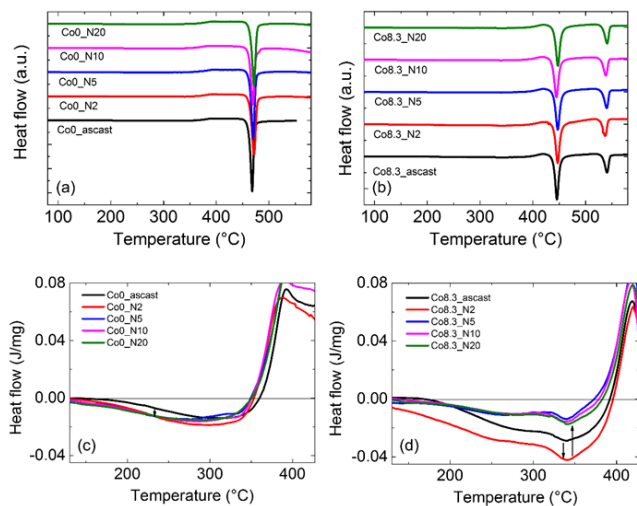 Co0_N20
Co0_N10
Co0_N5
Co0_N2
Co0_ascast
(a)
100 200 300 400 500
Temperature (°C)
Heat flow (a.u.)
Co8.3_N20
Co8.3_N10
Co8.3_N5
Co8.3_N2
Co8.3_ascast
(b)
100 200 300 400 500
Temperature (°C)
Heat flow (a.u.)
0.08
0.04
0.00
-0.04
Co0_ascast
Co0_N2
Co0_N5
Co0_N10
Co0_N20
(c)
200 300 400
Temperature (°C)
Heat flow (J/mg)
0.08
0.04
0.00
-0.04
Co8.3_ascast
Co8.3_N2
Co8.3_N5
Co8.3_N10
Co8.3_N20
(d)
200 300 400
Temperature (°C)
Heat flow (J/mg)